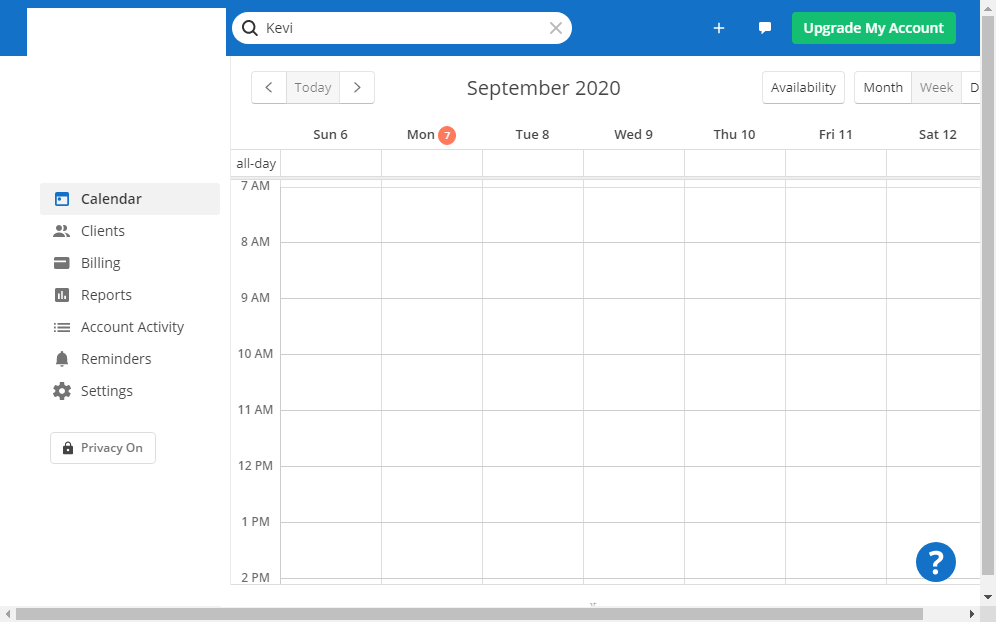 Kevi
Upgrade My Account
Today
September 2020
Availability
Month
Week
D
Sun 6
Mon 7
Tue 8
Wed 9
Thu 10
Fri 11
Sat 12
all-day
7 AM
8 AM
9 AM
10 AM
11 AM
12 PM
1 PM
2 PM
Calendar
Clients
Billing
Reports
Account Activity
Reminders
Settings
Privacy On
?